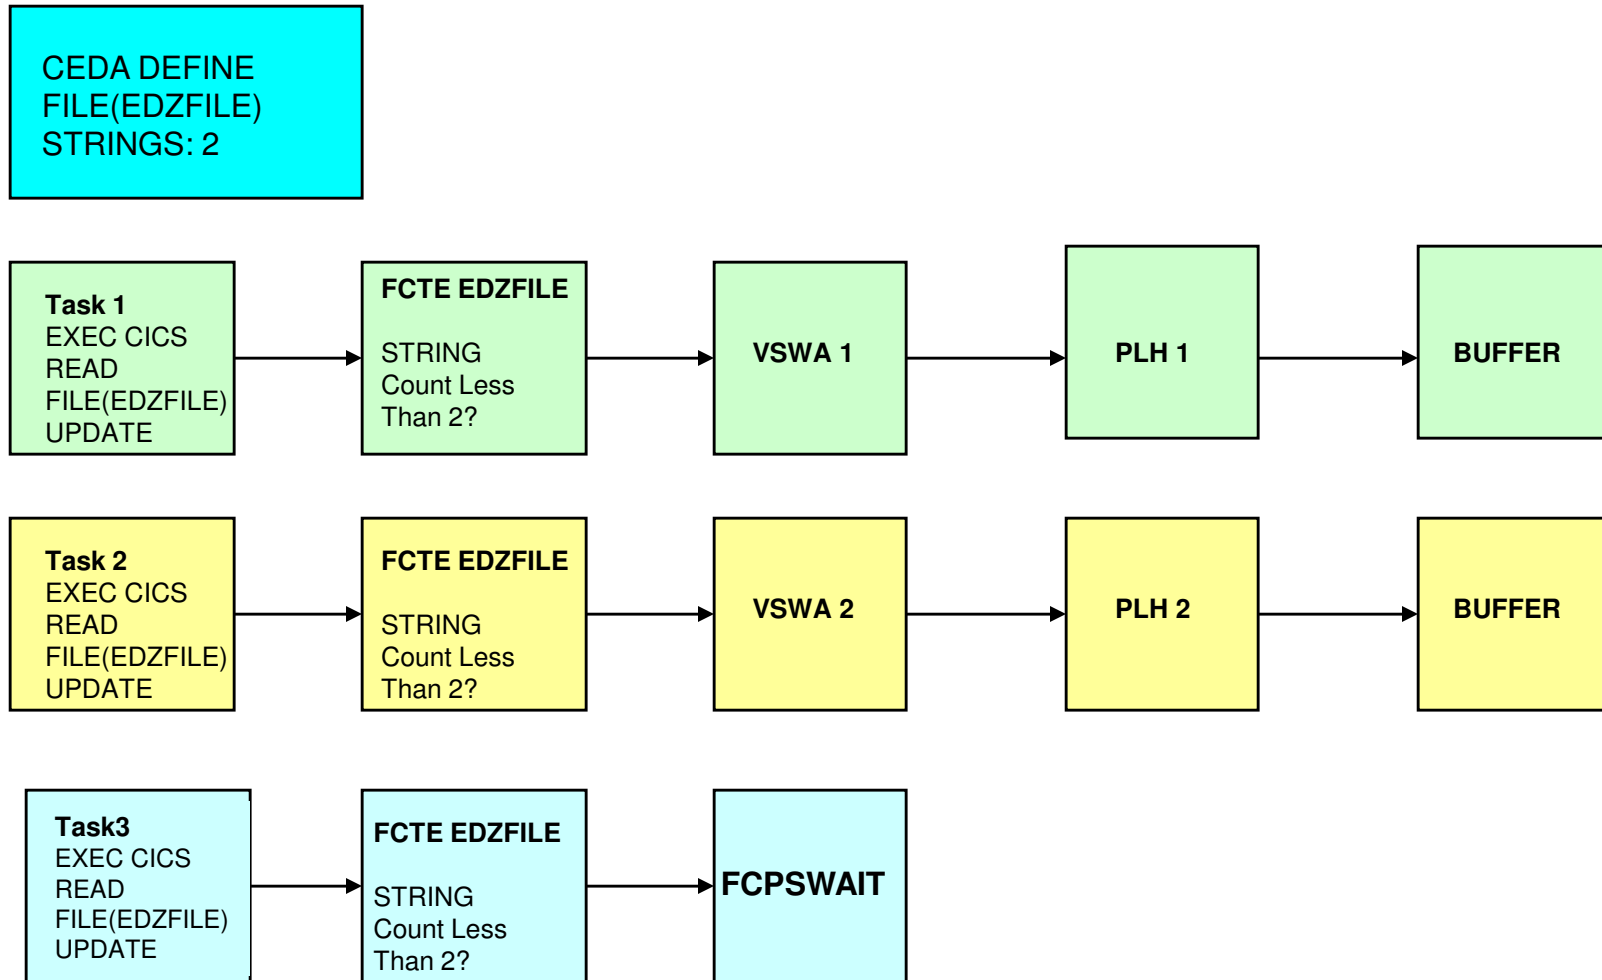 CEDA DEFINE
FILE(EDZFILE)
STRINGS: 2
Task 1
EXEC CICS
READ
FILE(EDZFILE)
UPDATE
FCTE EDZFILE
STRING
Count Less
Than 2?
VSWA 1
PLH 1
BUFFER
Task 2
EXEC CICS
READ
FILE(EDZFILE)
UPDATE
FCTE EDZFILE
STRING
Count Less
Than 2?
VSWA 2
PLH 2
BUFFER
Task3
EXEC CICS
READ
FILE(EDZFILE)
UPDATE
FCTE EDZFILE
STRING
Count Less
Than 2?
FCPSWAIT